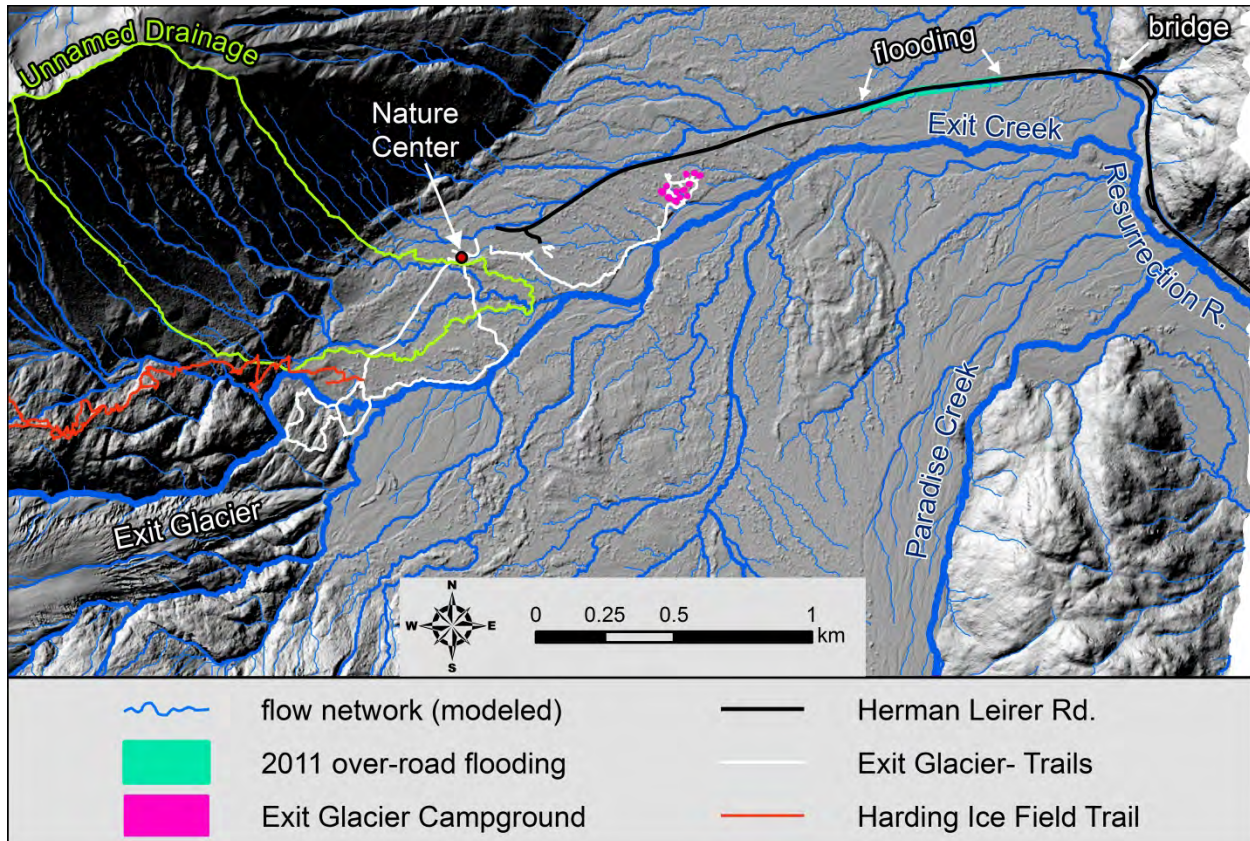 Unnamed Drainage
flooding
bridge
Nature
Center
Exit Creek
Resurrection R.
Paradise Creek
Exit Glacier
N
W
E
S
0
0.25
0.5
1
km
flow network (modeled)
Herman Leirer Rd.
2011 over-road flooding
Exit Glacier- Trails
Exit Glacier Campground
Harding Ice Field Trail